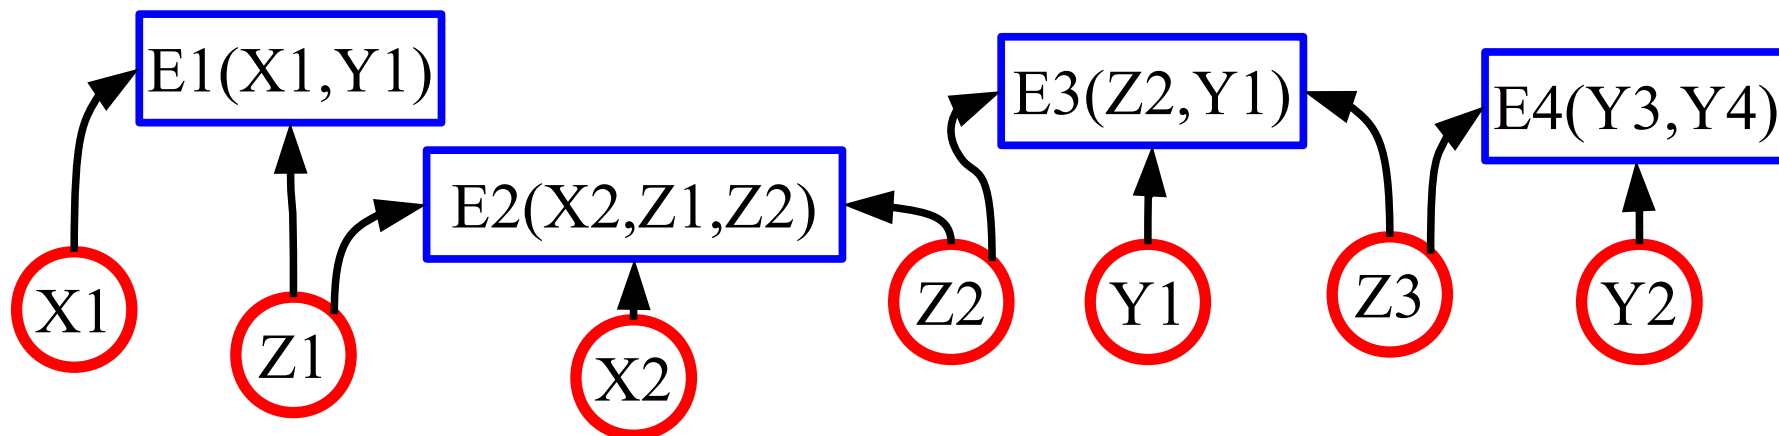 E1(X1,Y1)
E2(X2,Z1,Z2)
E3(Z2,Y1)
E4(Y3,Y4)
X1
Z1
X2
Z2
Y1
Z3
Y2